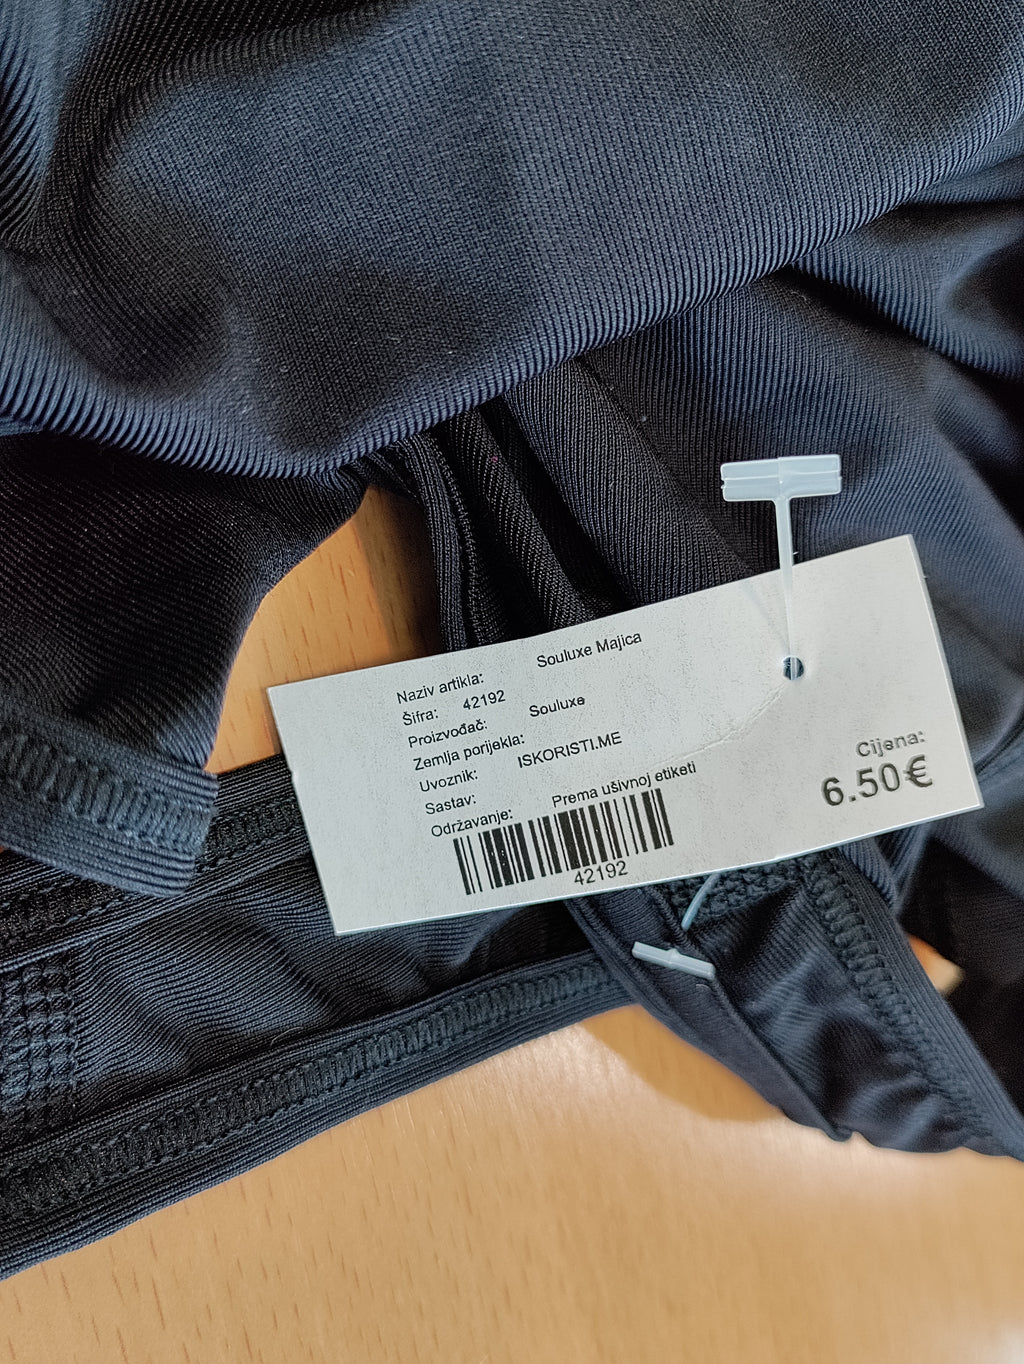 Naziv artikla: Souluxe Majica
Šifra: 42192
Proizvođač: Souluxe
Zemlja porijekla:
Uvoznik: ISKORISTI.ME
Sastav:
Održavanje: Prema ušivnoj etiketi
42192
Cijena:
6.50€